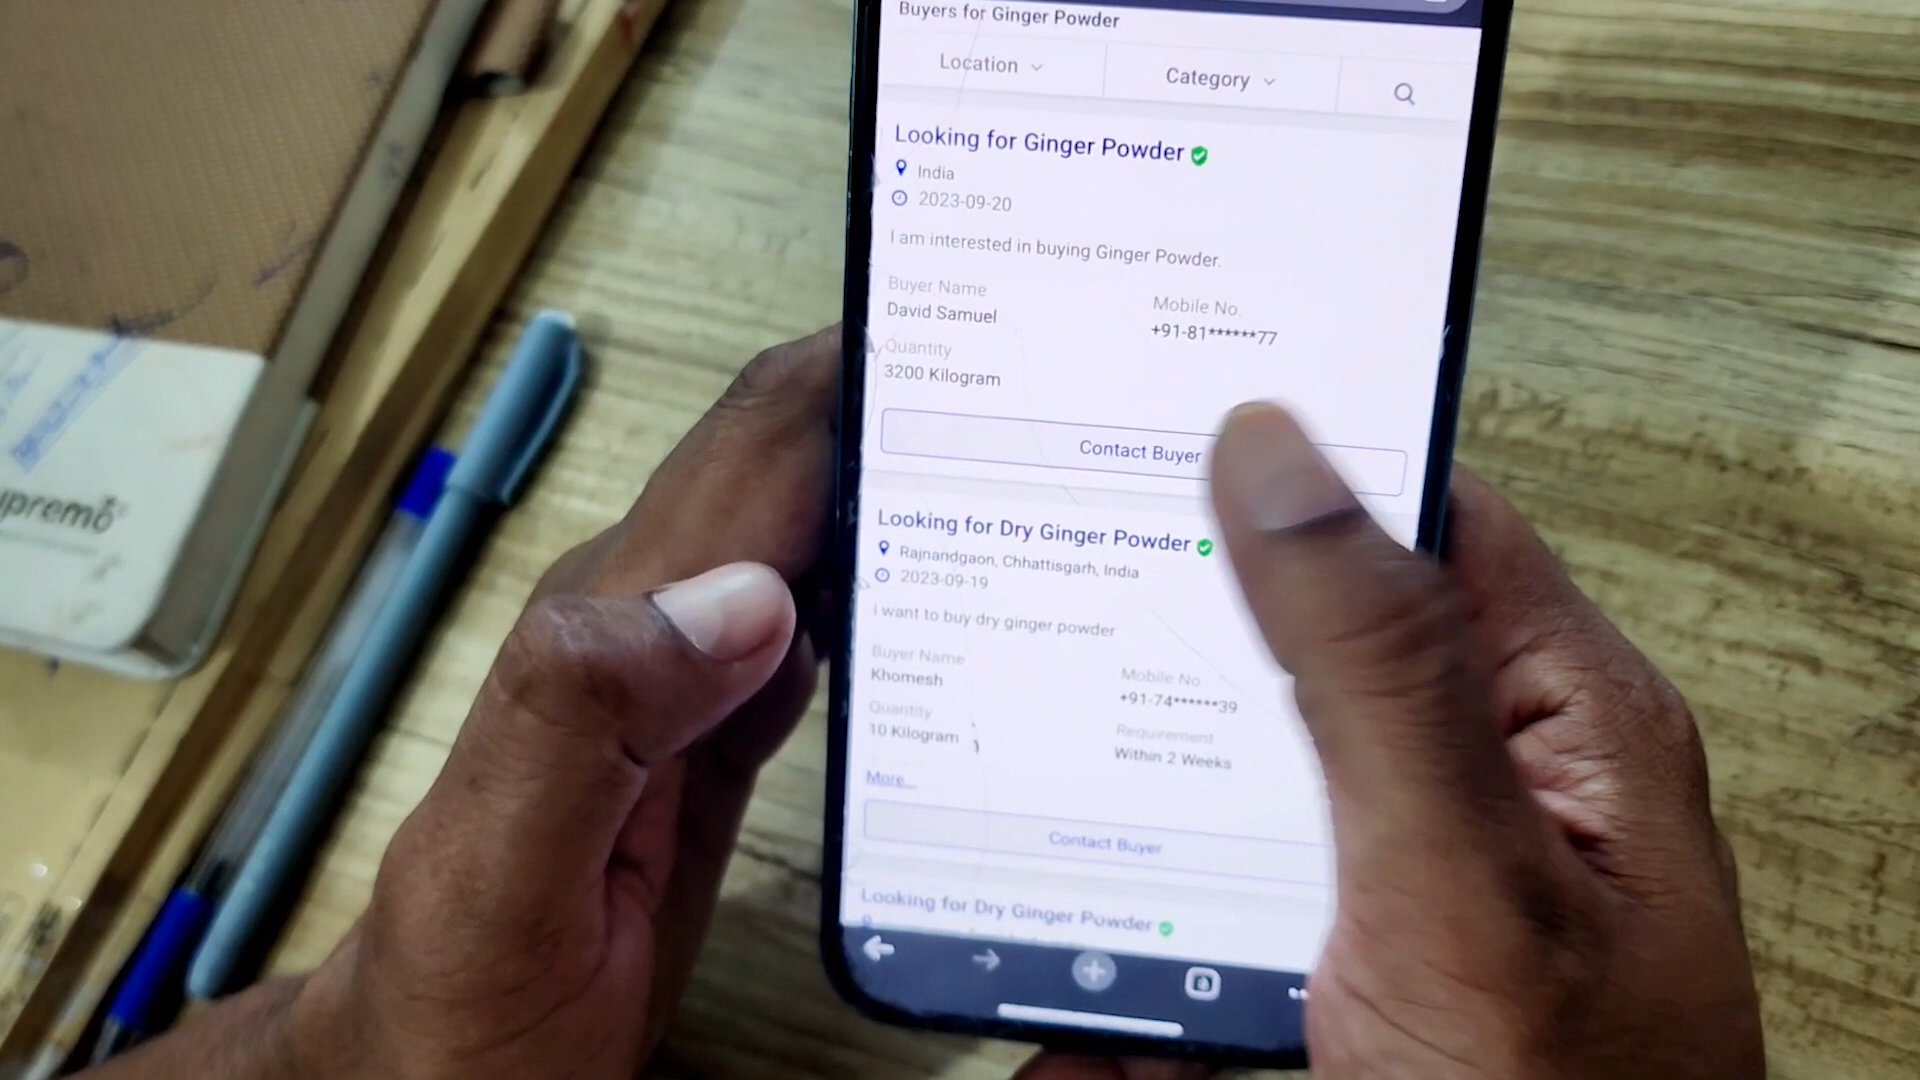 Buyers for Ginger Powder
Location
Category
Looking for Ginger Powder
India
2023-09-20
I am interested in buying Ginger Powder.
Buyer Name
David Samuel
Mobile No.
+91-81******77
Quantity
3200 Kilogram
Contact Buyer
Looking for Dry Ginger Powder
Rajnandgaon, Chhattisgarh, India
2023-09-19
i want to buy dry ginger powder
Buyer Name
Khomesh
Mobile No
+91-74******39
Quantity
10 Kilogram
Requirement
Within 2 Weeks
More...
Contact Buyer
Looking for Dry Ginger Powder
upremo